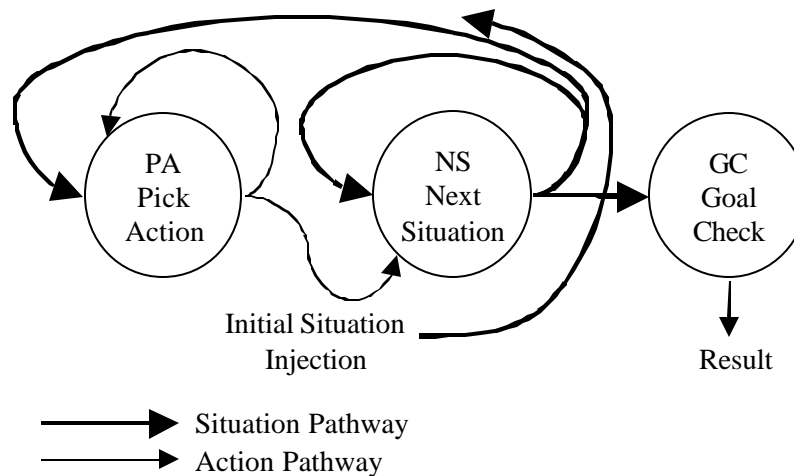 PA
Pick
Action
NS
Next
Situation
GC
Goal
Check
Initial Situation
Injection
Result
Situation Pathway
Action Pathway